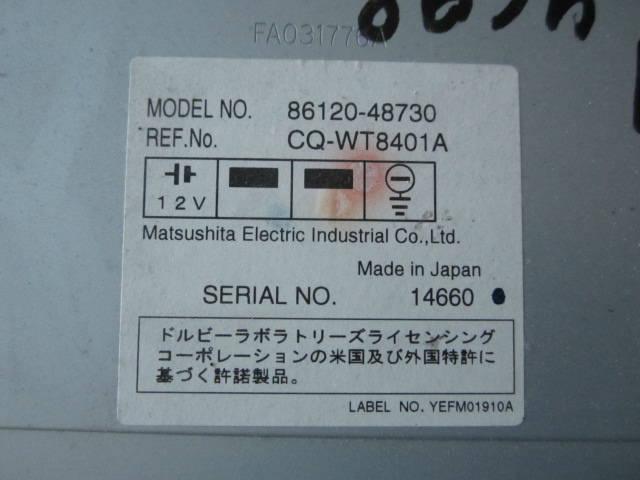 FA031776A
MODEL NO. 86120-48730
REF.No. CQ-WT8401A
12V
Matsushita Electric Industrial Co.,Ltd.
Made in Japan
SERIAL NO. 14660
ドルビーラボラトリーズライセンシング
コーポレーションの米国及び外国特許に
基づく許諾製品。
LABEL NO. YEFM01910A